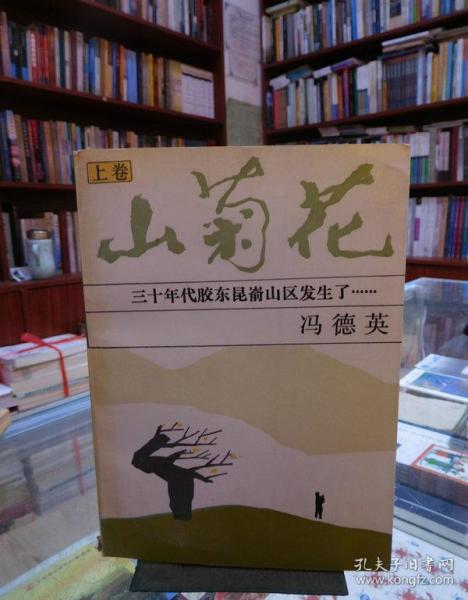 上卷
山菊花
三十年代胶东昆嵛山区发生了……
冯德英
孔夫子旧书网
www.kongfz.com